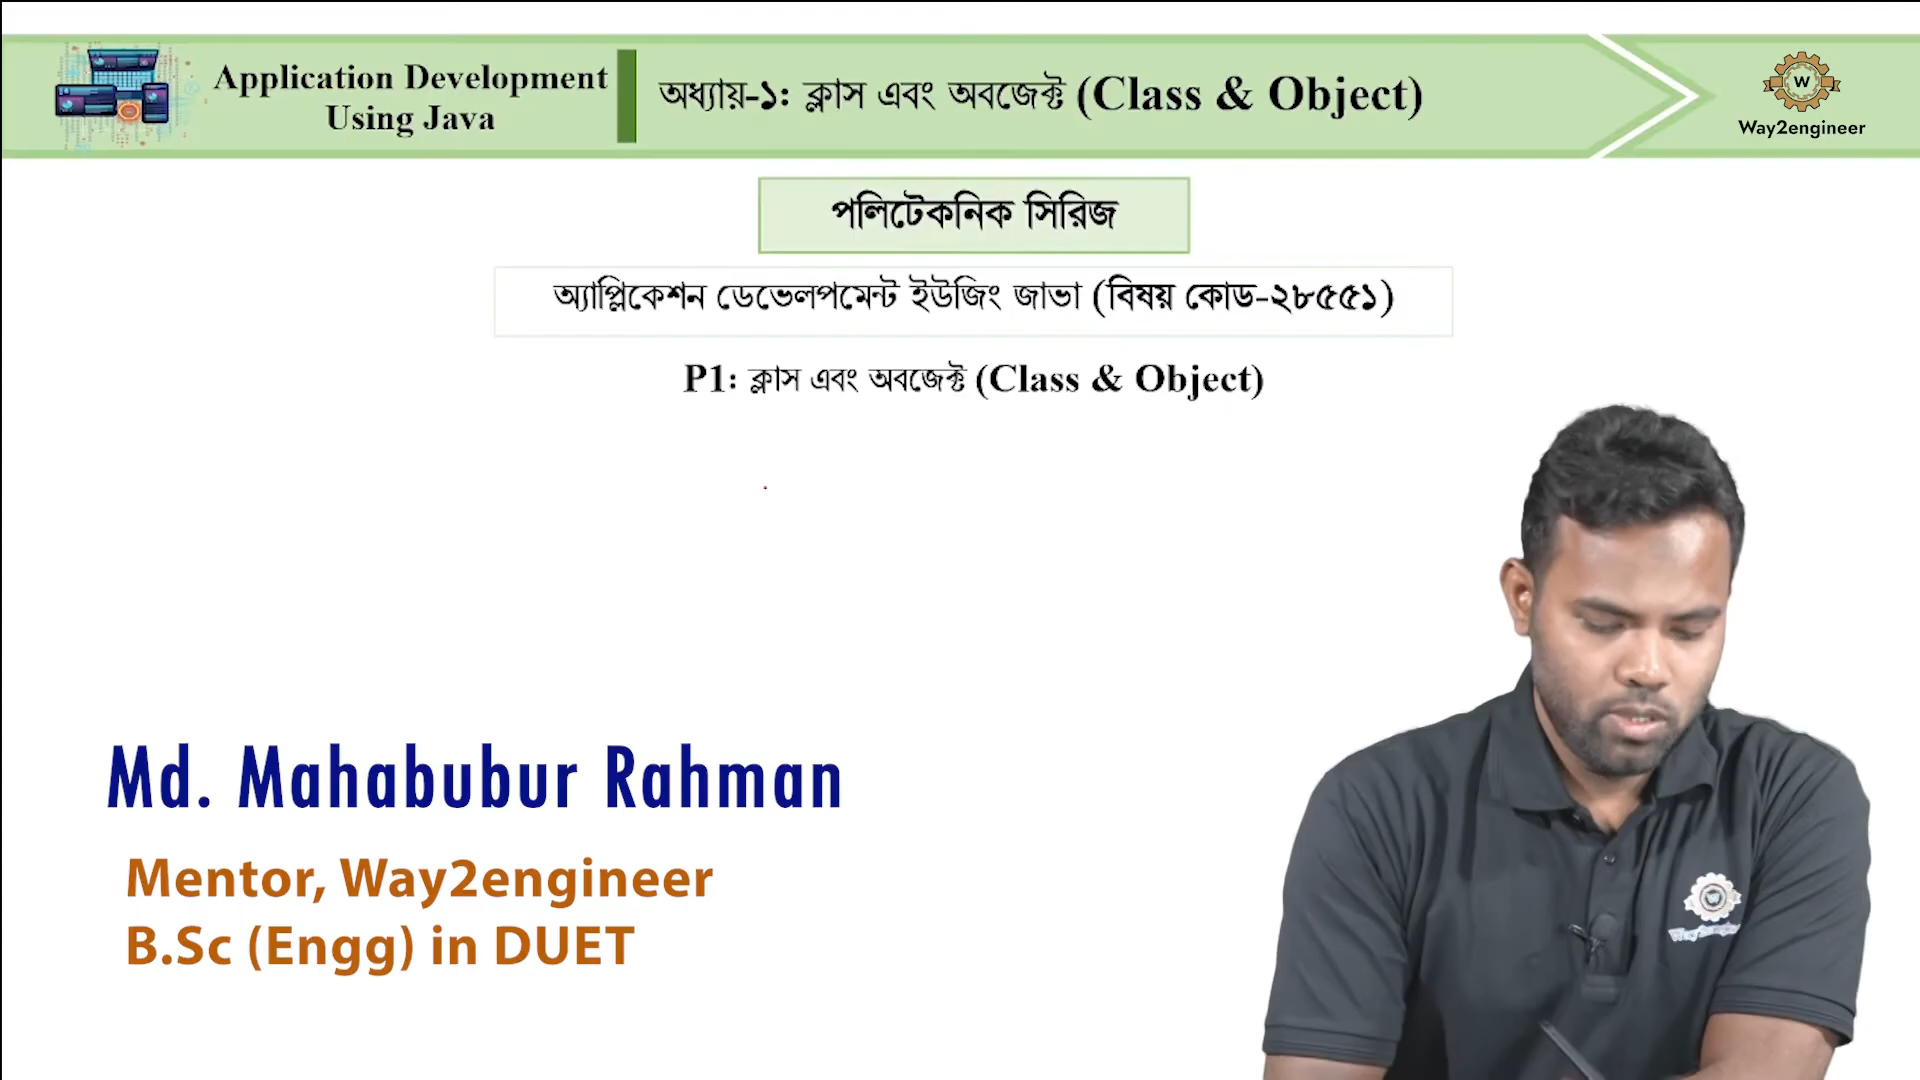 Application Development
Using Java
অধ্যায়-১: ক্লাস এবং অবজেক্ট (Class & Object)
W
Way2engineer
পলিটেকনিক সিরিজ
অ্যাপ্লিকেশন ডেভেলপমেন্ট ইউজিং জাভা (বিষয় কোড-২৮৫৫১)
P1: ক্লাস এবং অবজেক্ট (Class & Object)
Md. Mahabubur Rahman
Mentor, Way2engineer
B.Sc (Engg) in DUET